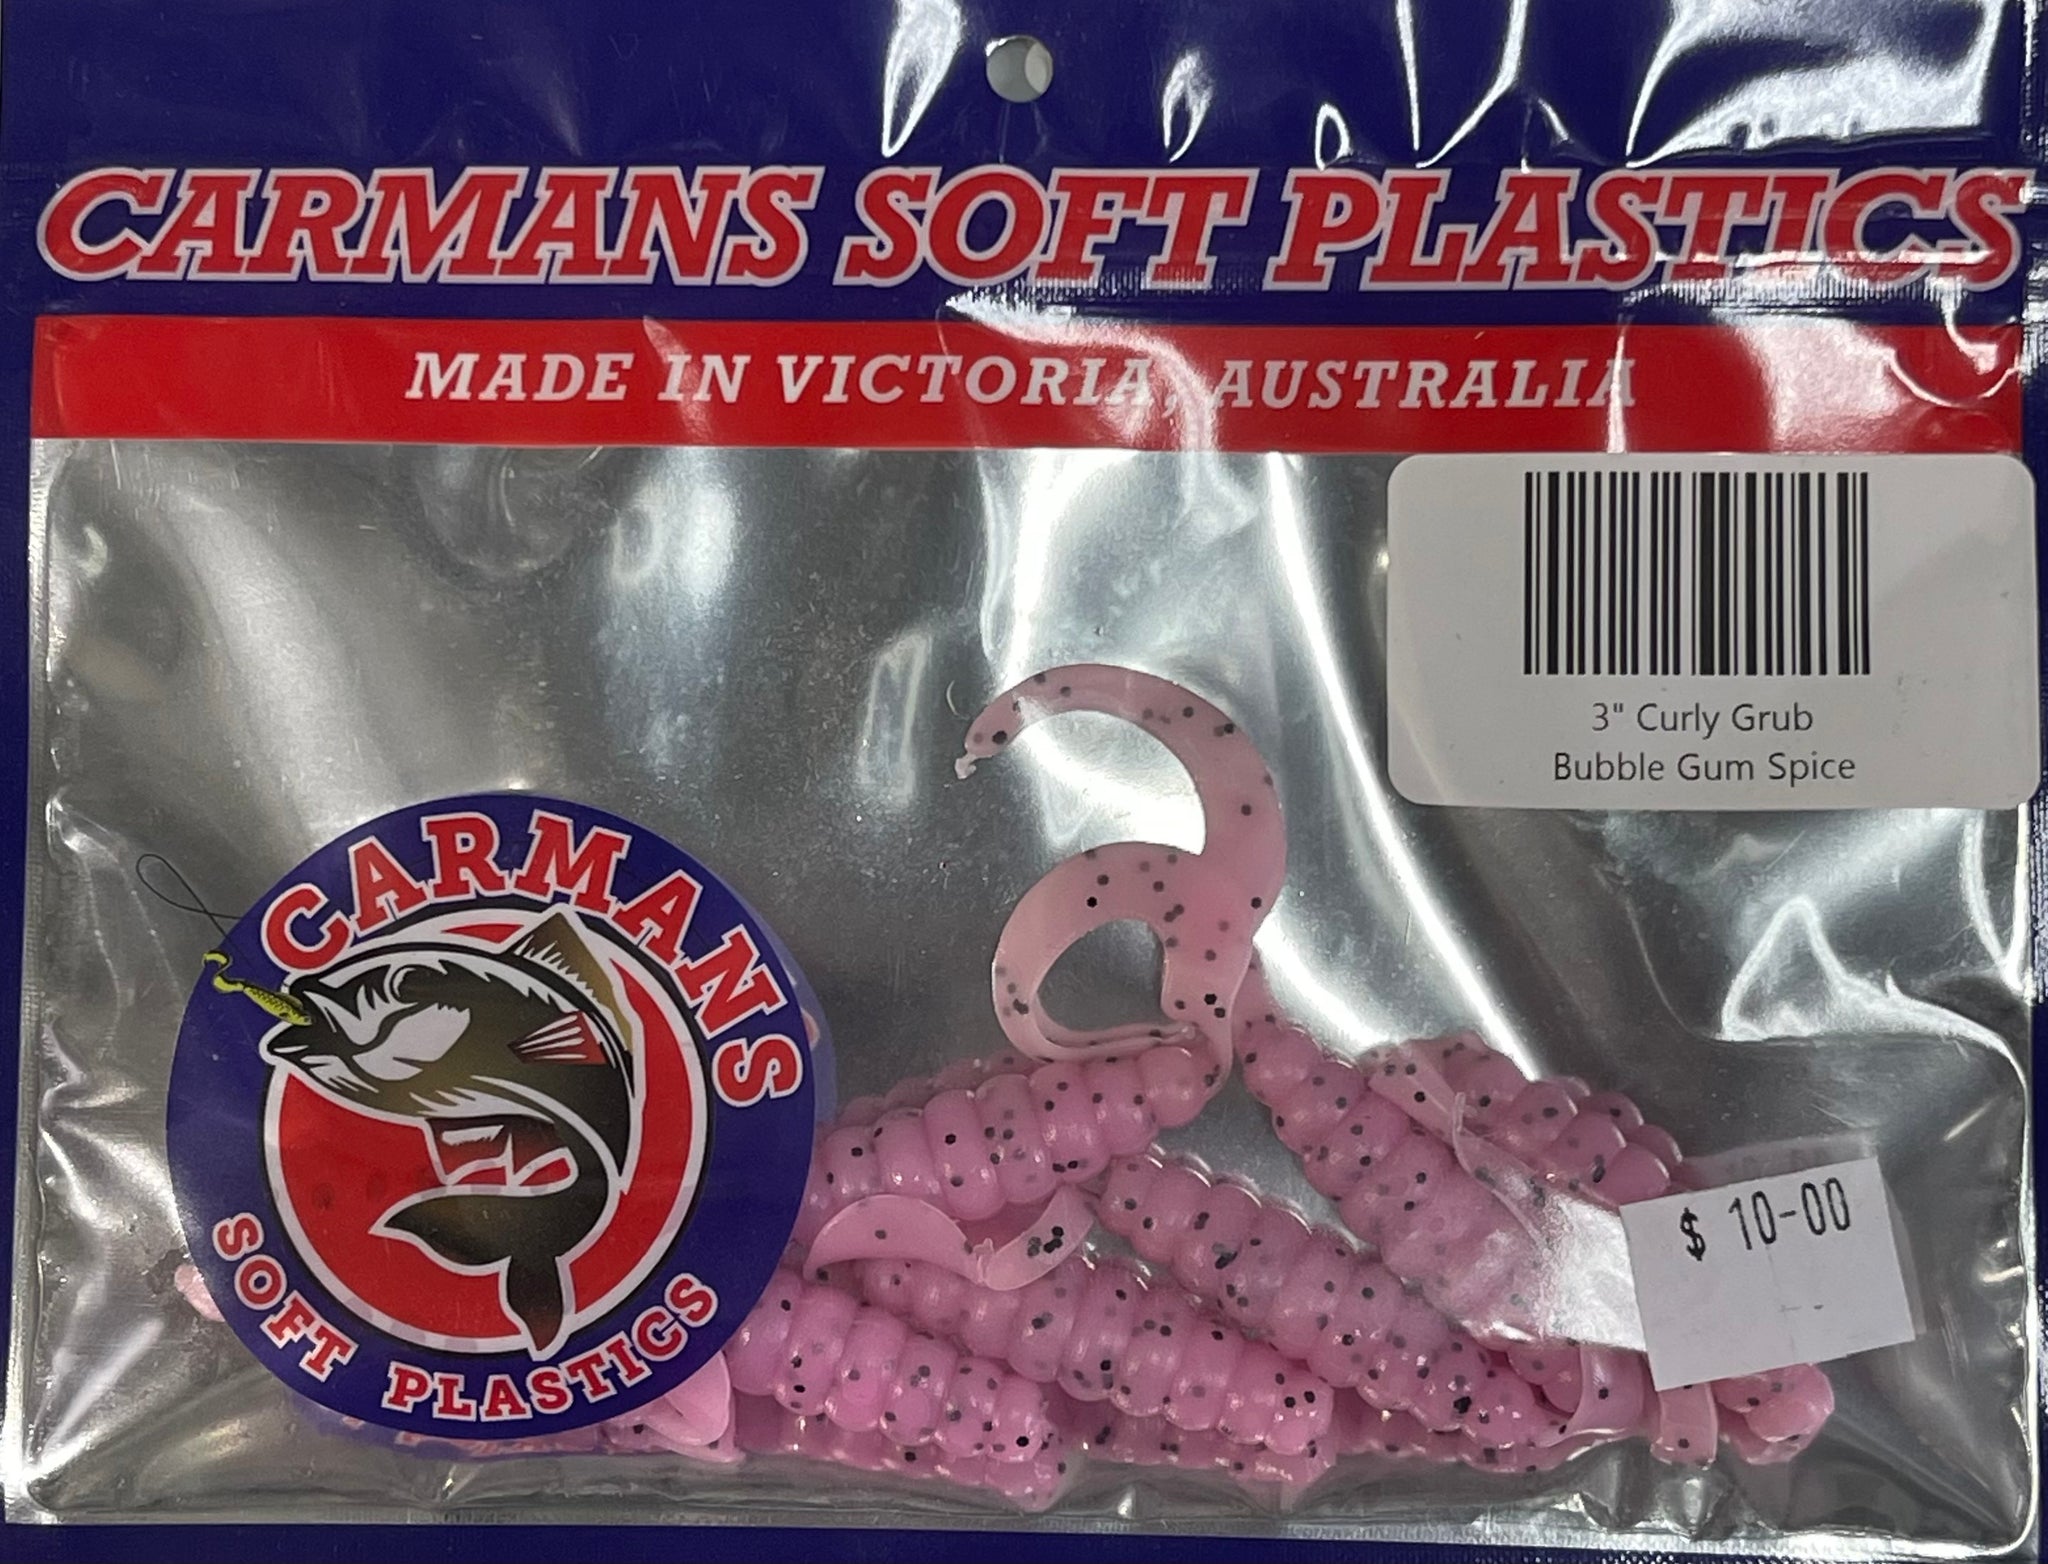 CARMANS SOFT PLASTICS
MADE IN VICTORIA, AUSTRALIA
3" Curly Grub
Bubble Gum Spice
CARMANS
SOFT PLASTICS
$ 10-00